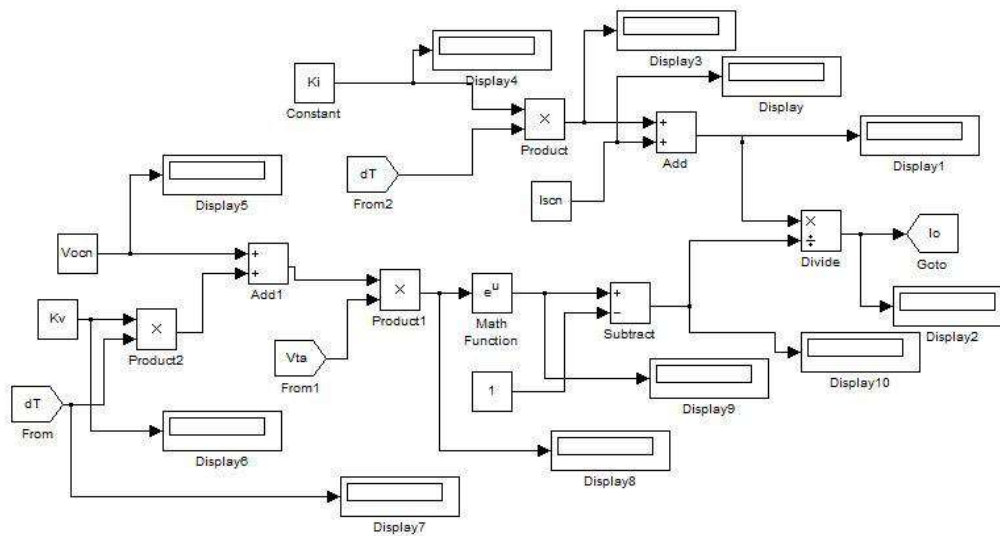 Display3
Ki
Display4
Constant
Display
×
Product
+
+
Add
Display1
dT
From2
Iscn
Display5
×
÷
Divide
Io
Goto
Vocn
+
+
Add1
×
Product1
e^u
Math
Function
+
−
Subtract
Display2
Kv
×
Product2
Vta
From1
Display10
1
Display9
dT
From
Display6
Display8
Display7